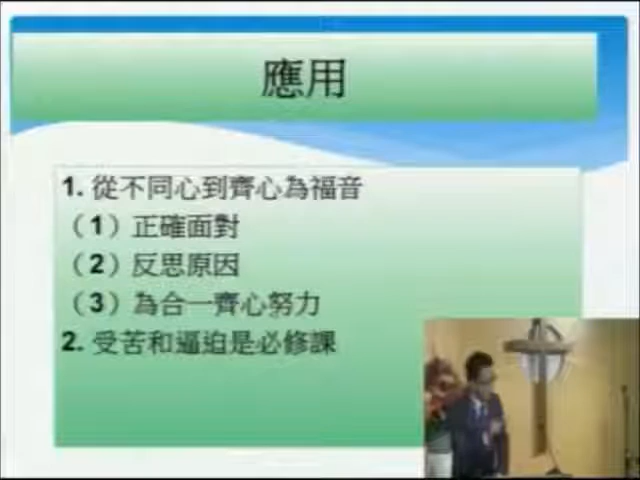 應用
1. 從不同心到齊心為福音
（1）正確面對
（2）反思原因
（3）為合一齊心努力
2. 受苦和逼迫是必修課